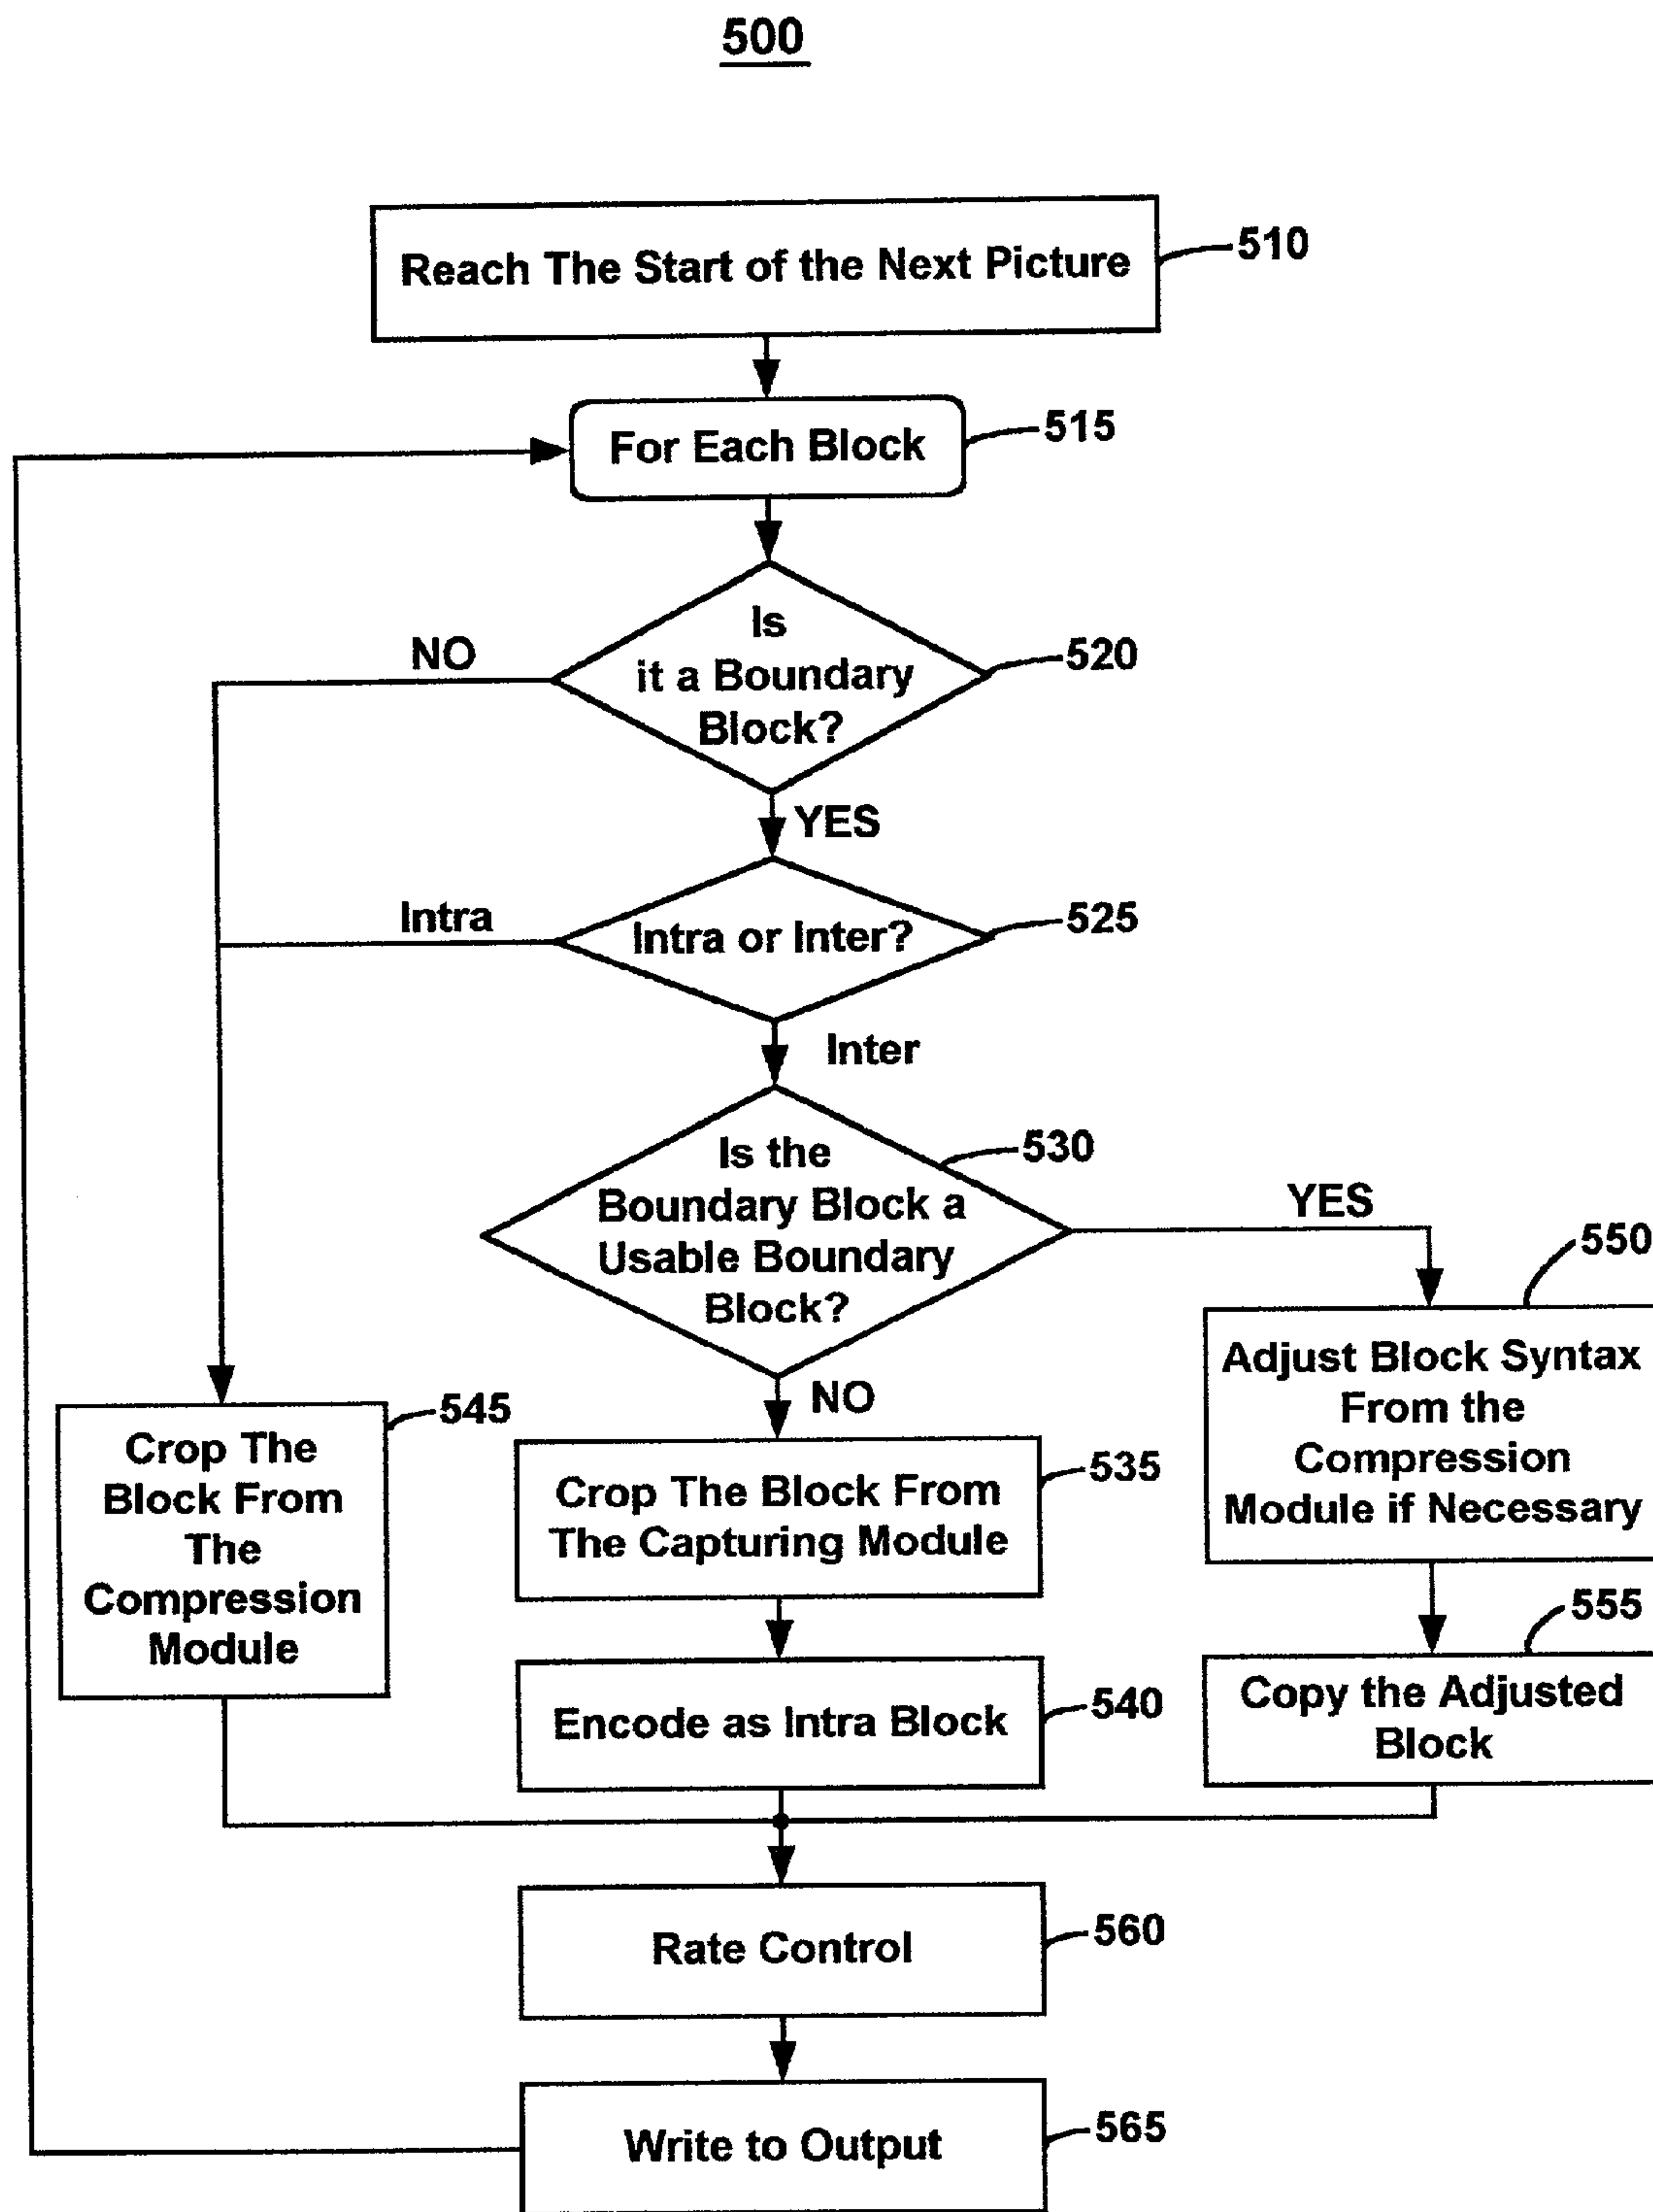 500
Reach The Start of the Next Picture
510
For Each Block
515
Is
it a Boundary
Block?
520
NO
YES
Intra or Inter?
525
Intra
Inter
Is the
Boundary Block a
Usable Boundary
Block?
530
YES
NO
550
Adjust Block Syntax
From the
Compression
Module if Necessary
545
Crop The
Block From
The
Compression
Module
Crop The Block From
The Capturing Module
535
555
Copy the Adjusted
Block
Encode as Intra Block
540
Rate Control
560
Write to Output
565